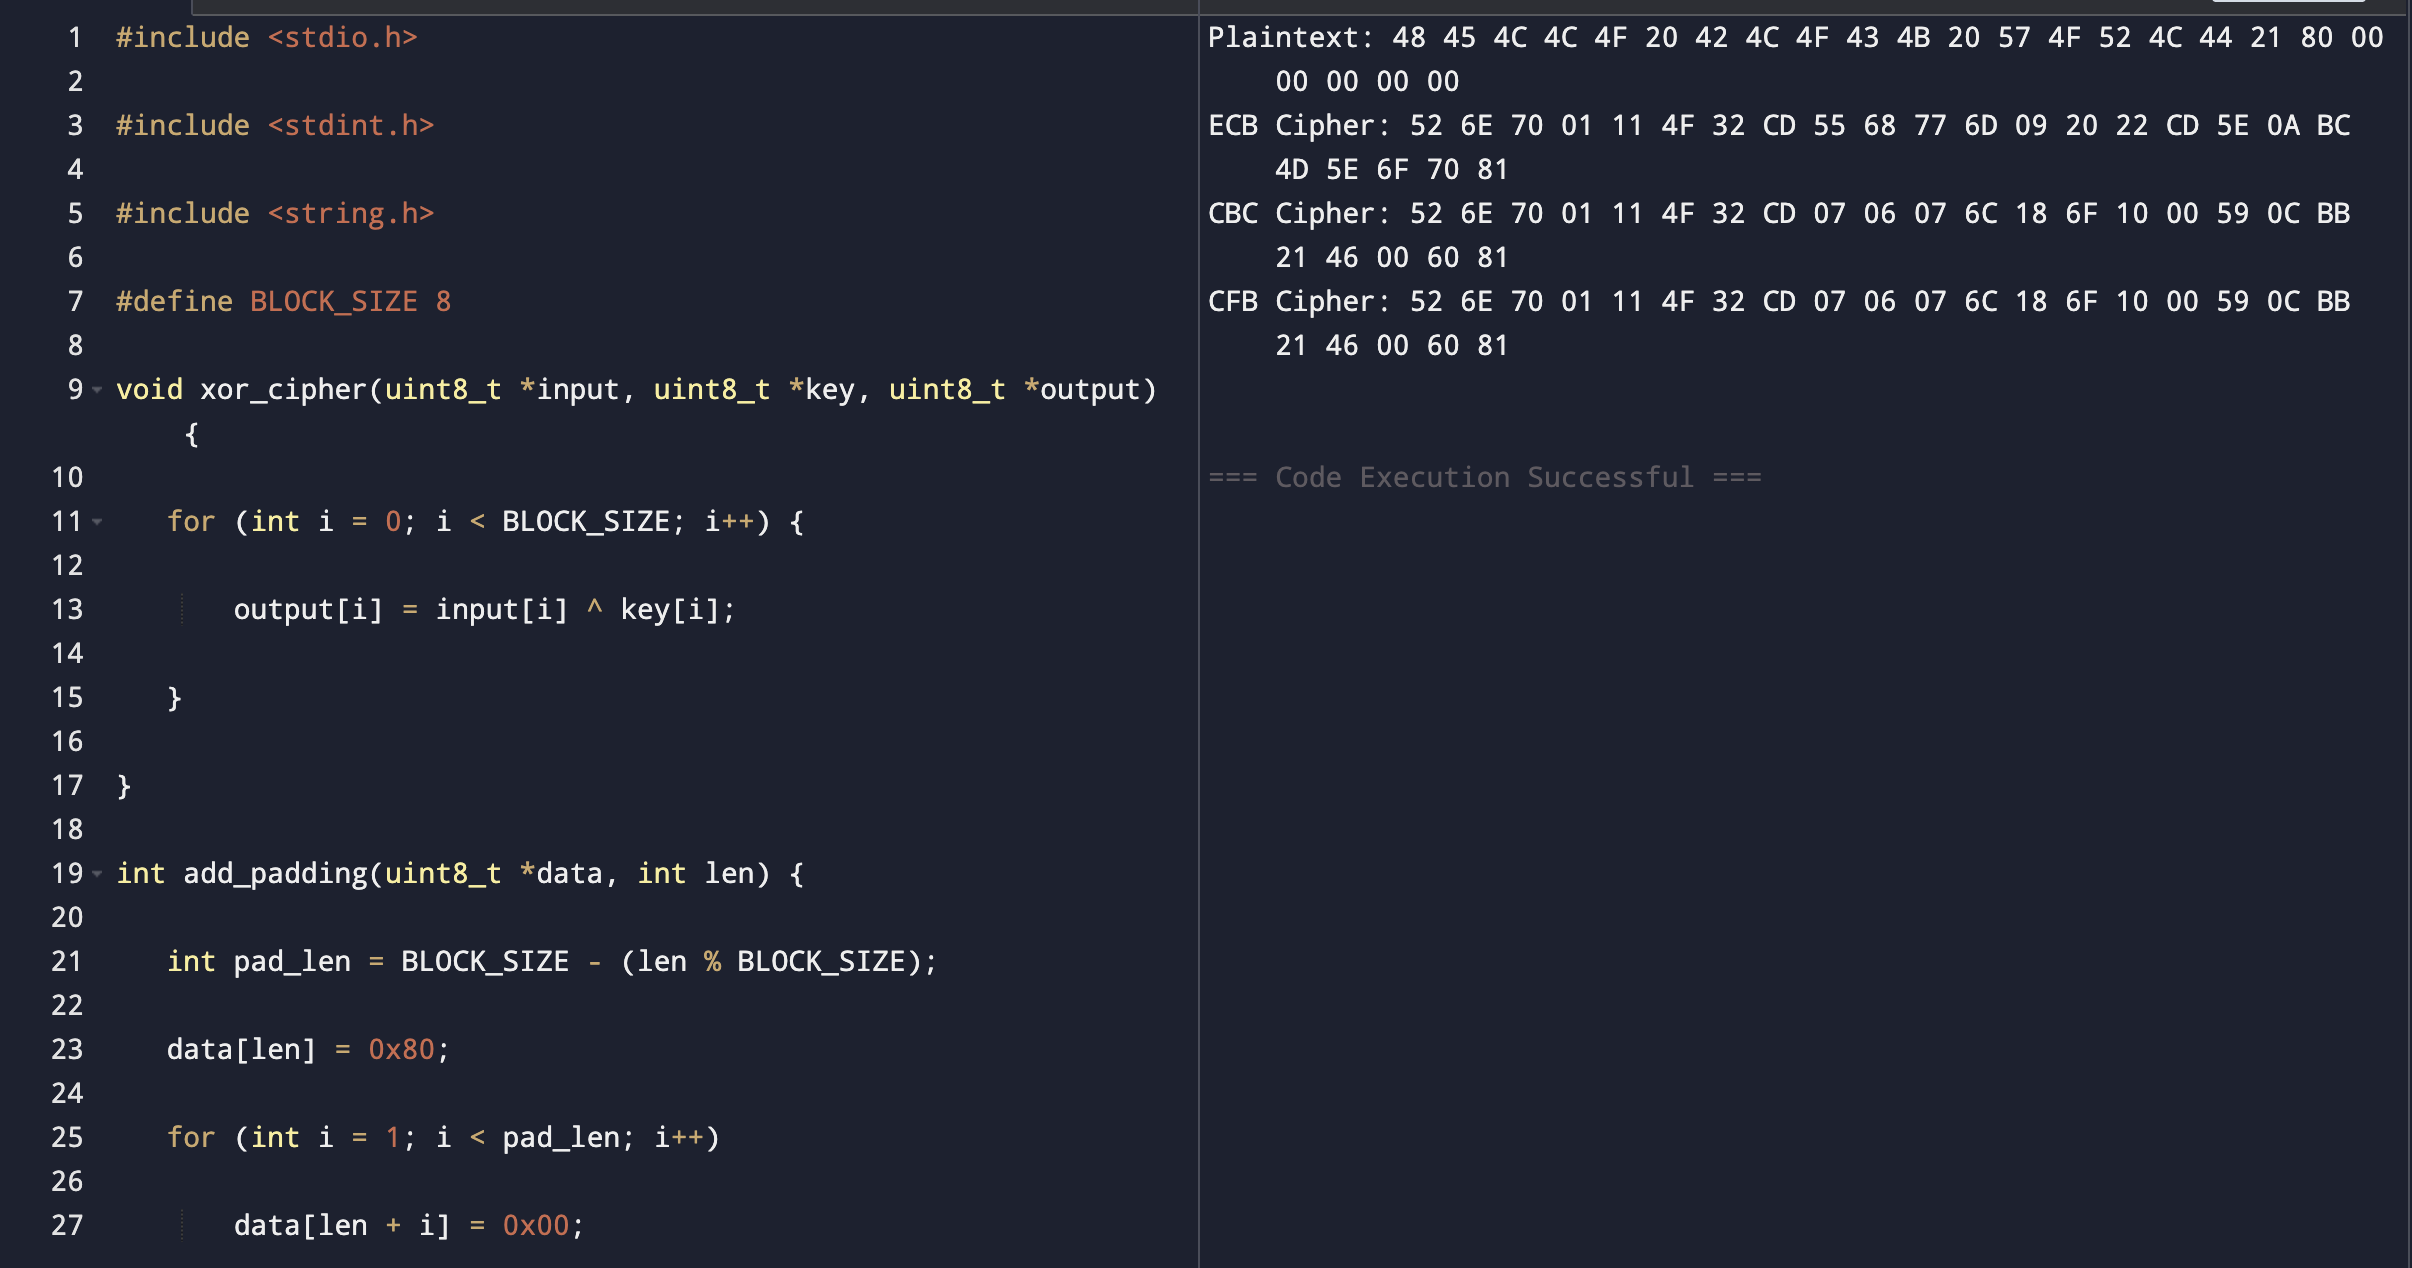 1 #include <stdio.h>
2
3 #include <stdint.h>
4
5 #include <string.h>
6
7 #define BLOCK_SIZE 8
8
9 void xor_cipher(uint8_t *input, uint8_t *key, uint8_t *output)
{
10
11 for (int i = 0; i < BLOCK_SIZE; i++) {
12
13 output[i] = input[i] ^ key[i];
14
15 }
16
17 }
18
19 int add_padding(uint8_t *data, int len) {
20
21 int pad_len = BLOCK_SIZE - (len % BLOCK_SIZE);
22
23 data[len] = 0x80;
24
25 for (int i = 1; i < pad_len; i++)
26
27 data[len + i] = 0x00;
Plaintext: 48 45 4C 4C 4F 20 42 4C 4F 43 4B 20 57 4F 52 4C 44 21 80 00
00 00 00 00
ECB Cipher: 52 6E 70 01 11 4F 32 CD 55 68 77 6D 09 20 22 CD 5E 0A BC
4D 5E 6F 70 81
CBC Cipher: 52 6E 70 01 11 4F 32 CD 07 06 07 6C 18 6F 10 00 59 0C BB
21 46 00 60 81
CFB Cipher: 52 6E 70 01 11 4F 32 CD 07 06 07 6C 18 6F 10 00 59 0C BB
21 46 00 60 81
=== Code Execution Successful ===